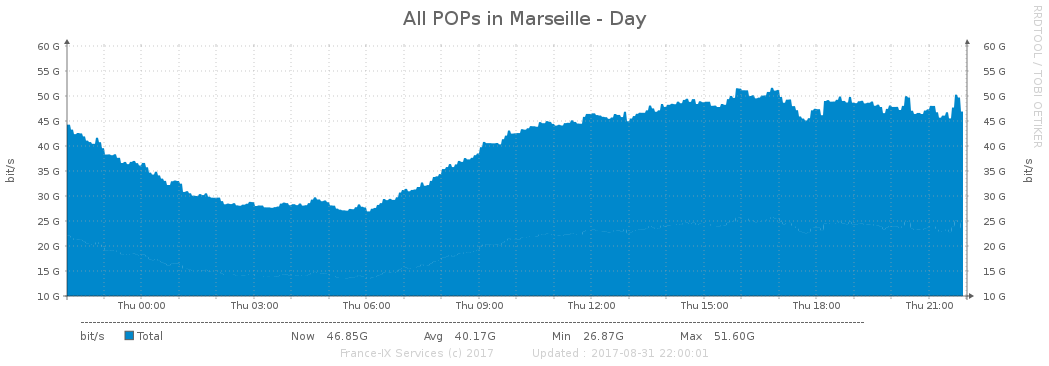 All POPs in Marseille - Day
RRDTOOL / TOBI OETIKER
60 G 60 G
55 G 55 G
50 G 50 G
45 G 45 G
40 G 40 G
35 G 35 G
30 G 30 G
25 G 25 G
20 G 20 G
15 G 15 G
10 G 10 G
bit/s
bit/s
Thu 00:00 Thu 03:00 Thu 06:00 Thu 09:00 Thu 12:00 Thu 15:00 Thu 18:00 Thu 21:00
bit/s Total Now 46.85G Avg 40.17G Min 26.87G Max 51.60G
France-IX Services (c) 2017 Updated : 2017-08-31 22:00:01